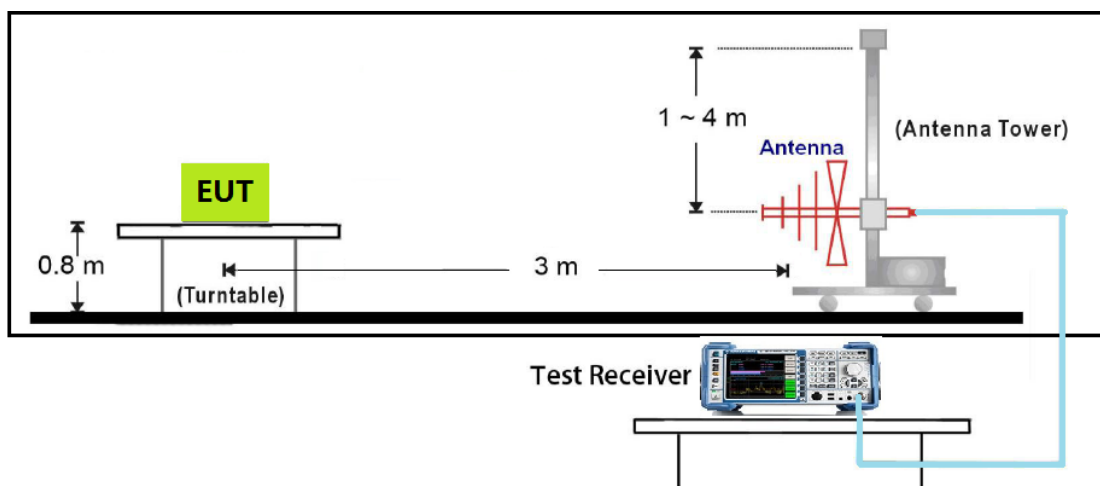 1 ~ 4 m
(Antenna Tower)
Antenna
EUT
0.8 m
3 m
(Turntable)
Test Receiver